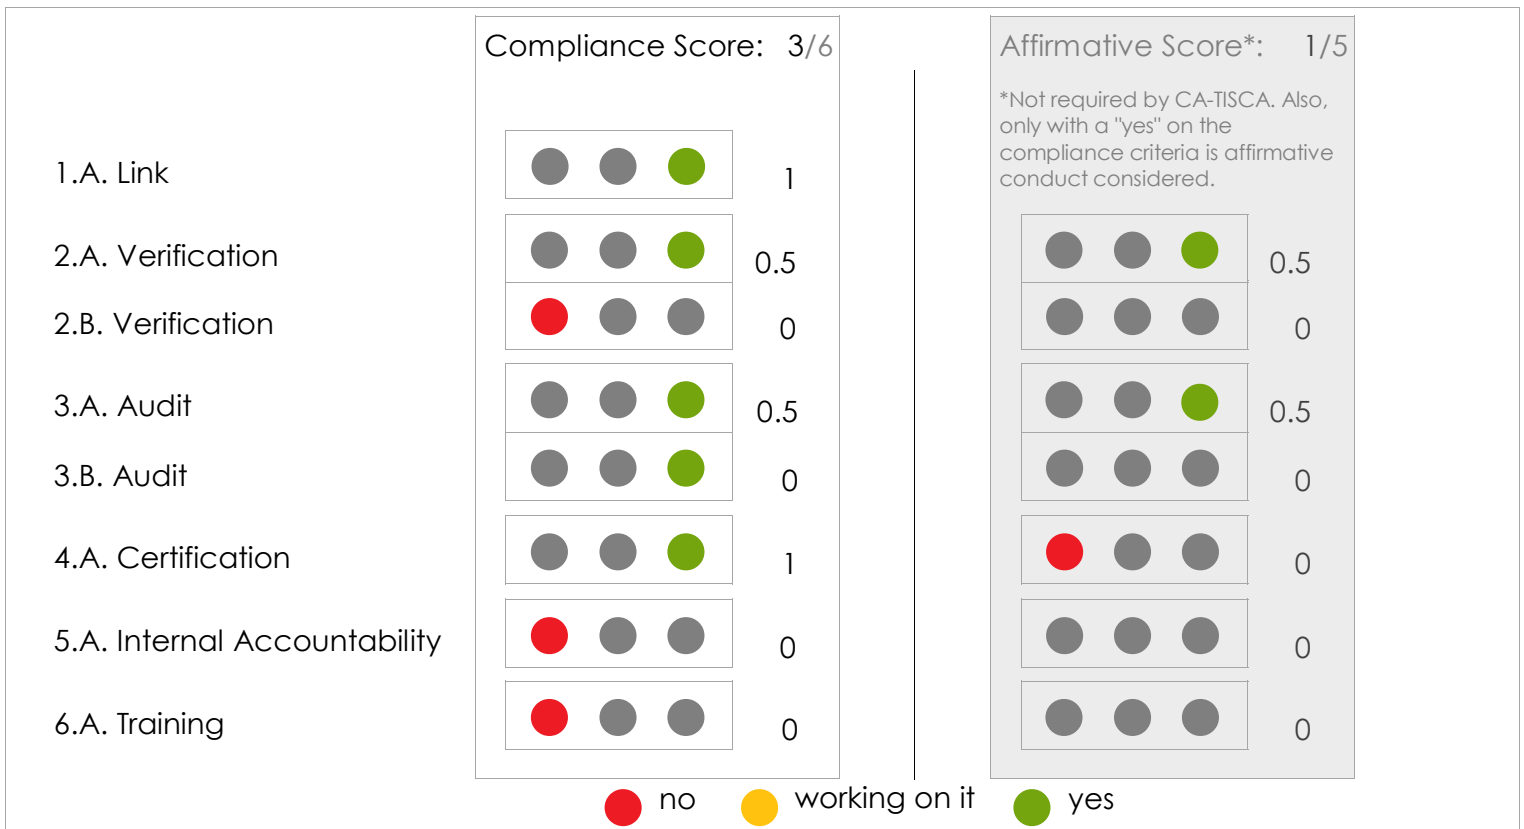 Compliance Score: 3/6
Affirmative Score*: 1/5
*Not required by CA-TISCA. Also,
only with a "yes" on the
compliance criteria is affirmative
conduct considered.
1.A. Link 1
2.A. Verification 0.5 0.5
2.B. Verification 0 0
3.A. Audit 0.5 0.5
3.B. Audit 0 0
4.A. Certification 1 0
5.A. Internal Accountability 0 0
6.A. Training 0 0
no working on it yes